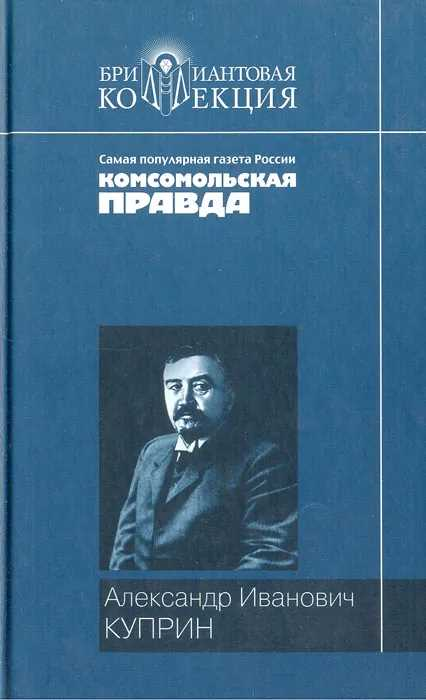 БРИЛЛИАНТОВАЯ
КОЛЛЕКЦИЯ
Самая популярная газета России
КОМСОМОЛЬСКАЯ
ПРАВДА
Александр Иванович
КУПРИН